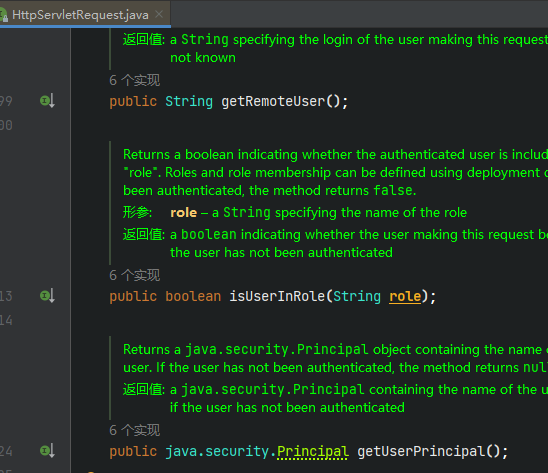 HttpServletRequest.java
返回值: a String specifying the login of the user making this request
not known
6 个实现
99 public String getRemoteUser();
00
Returns a boolean indicating whether the authenticated user is includ
"role". Roles and role membership can be defined using deployment d
been authenticated, the method returns false.
形参: role – a String specifying the name of the role
返回值: a boolean indicating whether the user making this request be
the user has not been authenticated
6 个实现
13 public boolean isUserInRole(String role);
14
Returns a java.security.Principal object containing the name o
user. If the user has not been authenticated, the method returns nul
返回值: a java.security.Principal containing the name of the u
if the user has not been authenticated
6 个实现
24 public java.security.Principal getUserPrincipal();